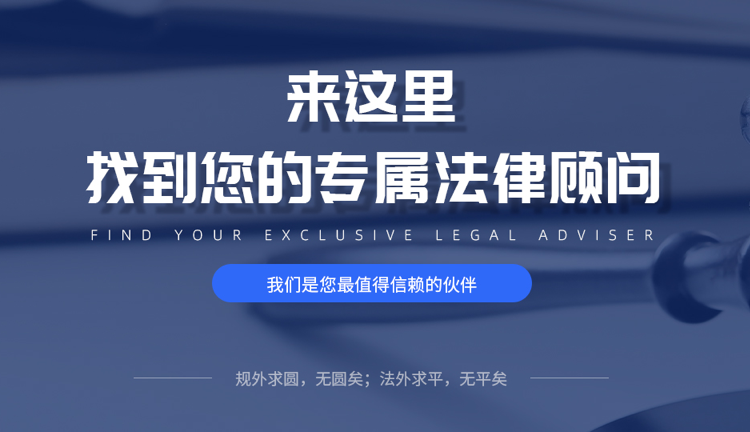 来这里
找到您的专属法律顾问
FIND YOUR EXCLUSIVE LEGAL ADVISER
我们是您最值得信赖的伙伴
规外求圆，无圆矣；法外求平，无平矣